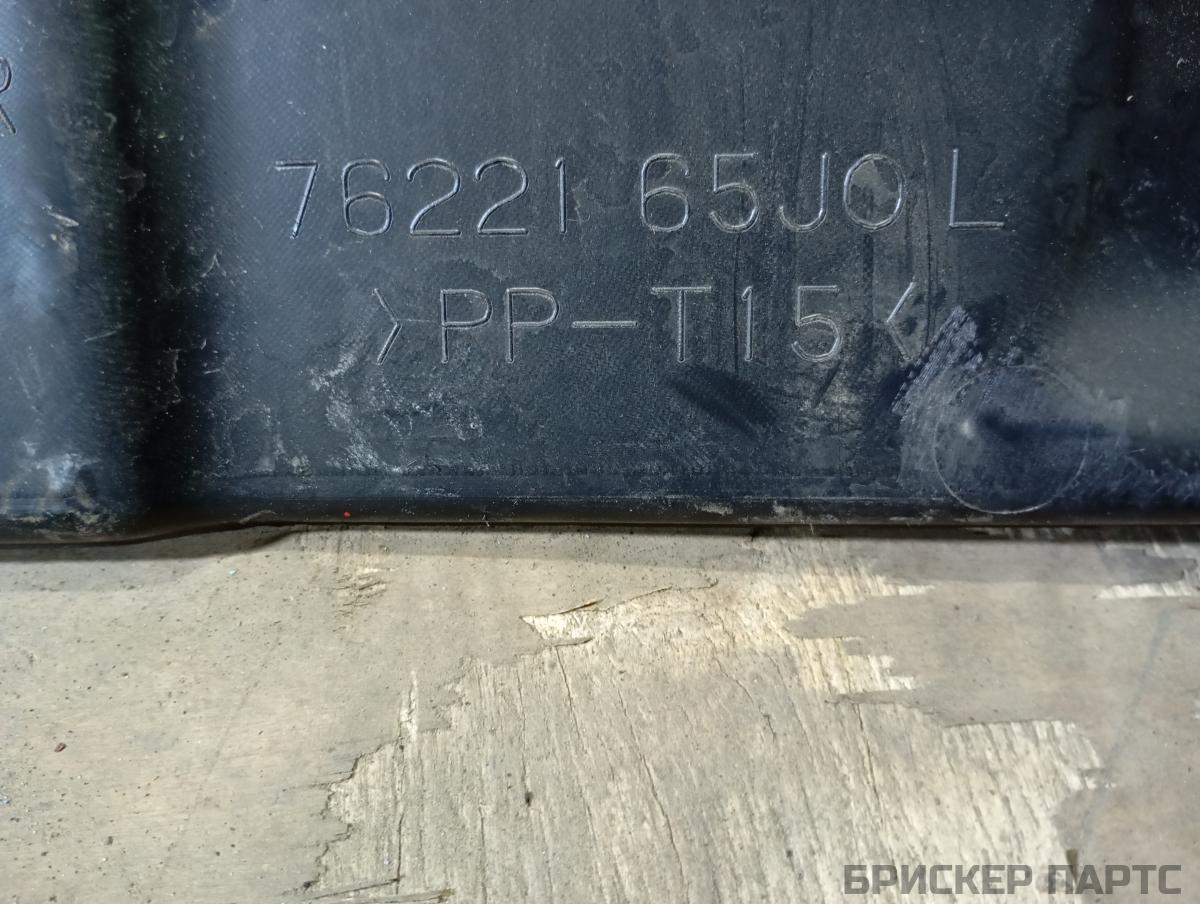 R
76221 65J0 L
>PP-T15<
БРИСКЕР ПАРТС